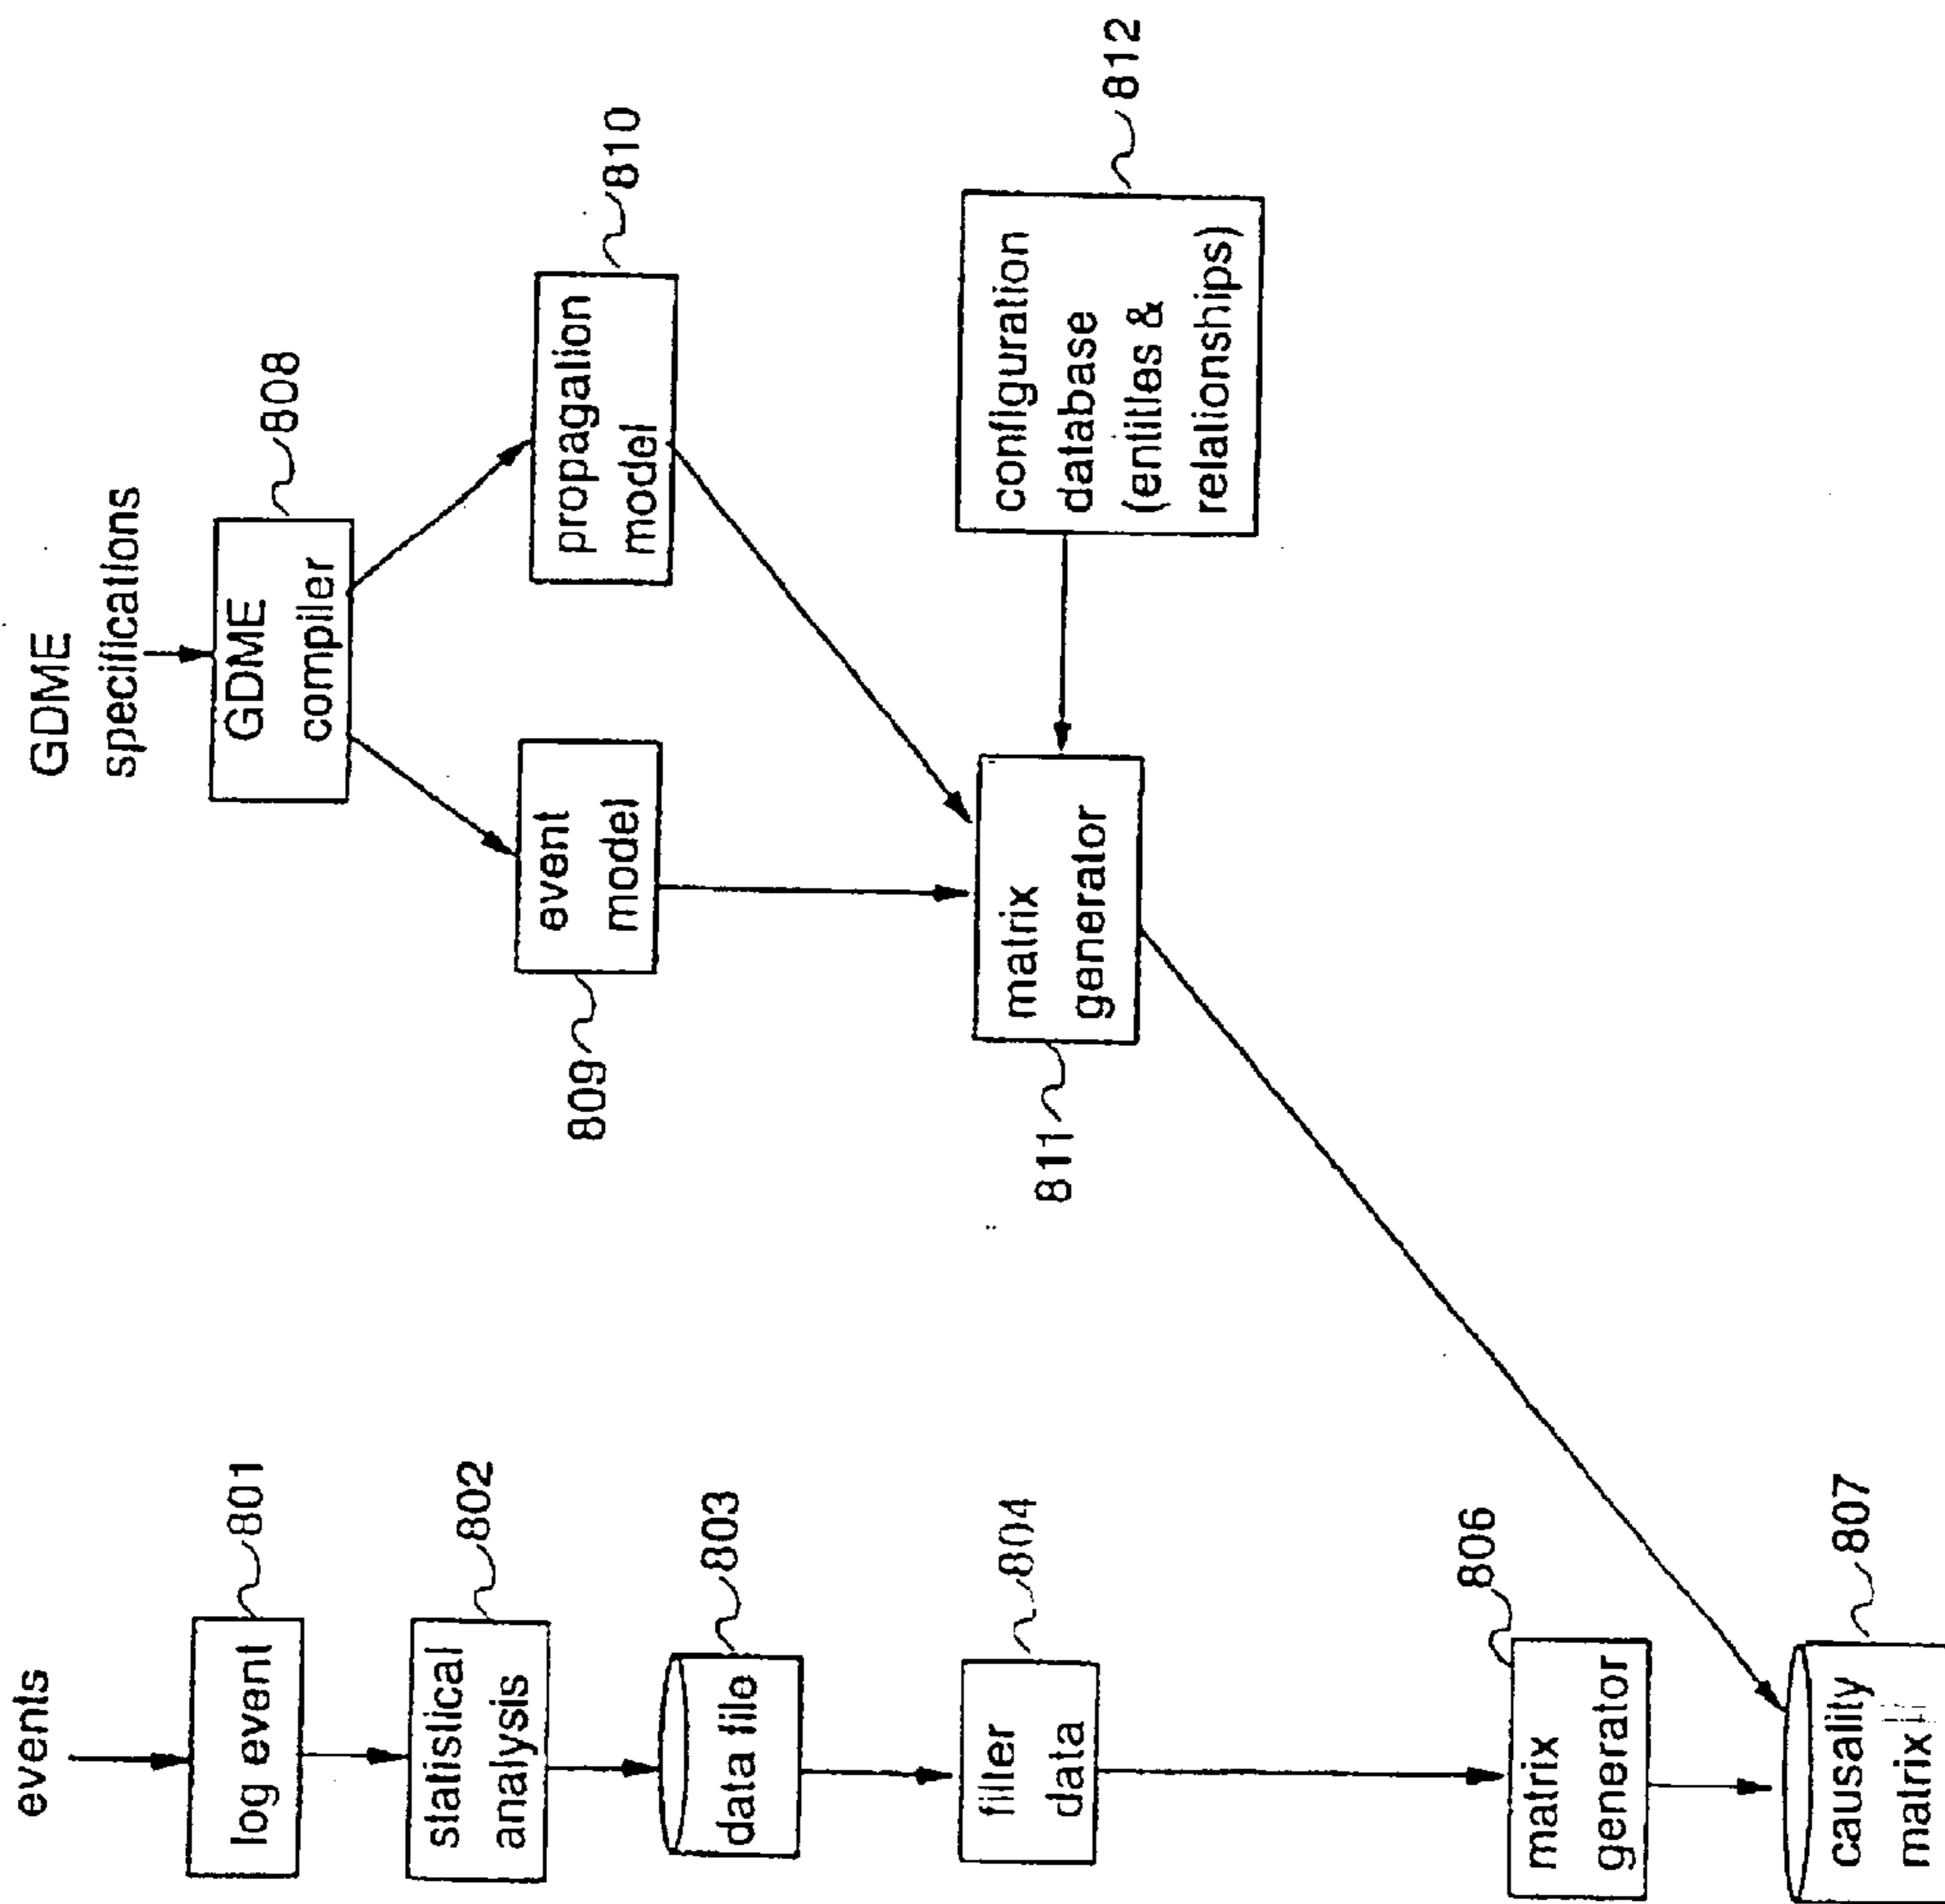 events
log event
801
statistical
analysis
802
data file
803
filter
data
804
matrix
generator
806
causality
matrix
807
GDME
specifications
GDME
compiler
808
event
model
809
propagation
model
810
matrix
generator
811
configuration
database
(entities &
relationships)
812